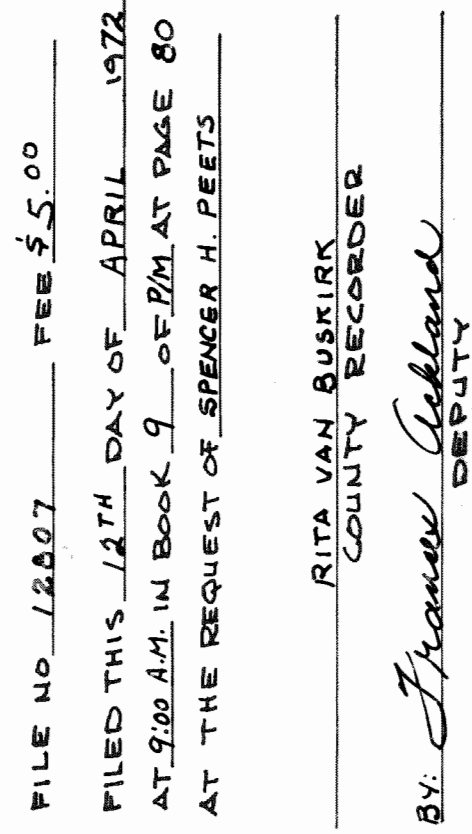 FILE NO 12807 FEE $ 5.00
FILED THIS 12TH DAY OF APRIL 1972
AT 9:00 A.M. IN BOOK 9 OF P/M AT PAGE 80
AT THE REQUEST OF SPENCER H. PEETS
RITA VAN BUSKIRK
COUNTY RECORDER
BY: Frances Ackland
DEPUTY